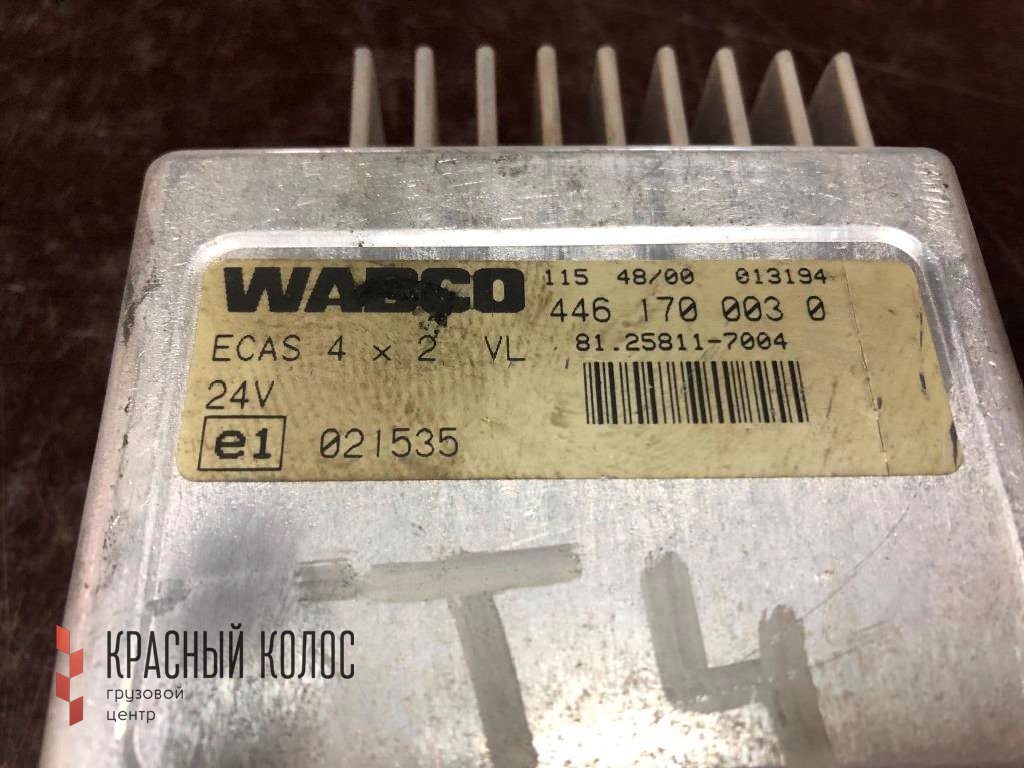 WABCO
115 48/00 013194
446 170 003 0
ECAS 4 x 2 VL
81.25811-7004
24V
e1 021535
T4
КРАСНЫЙ КОЛОС
грузовой
центр